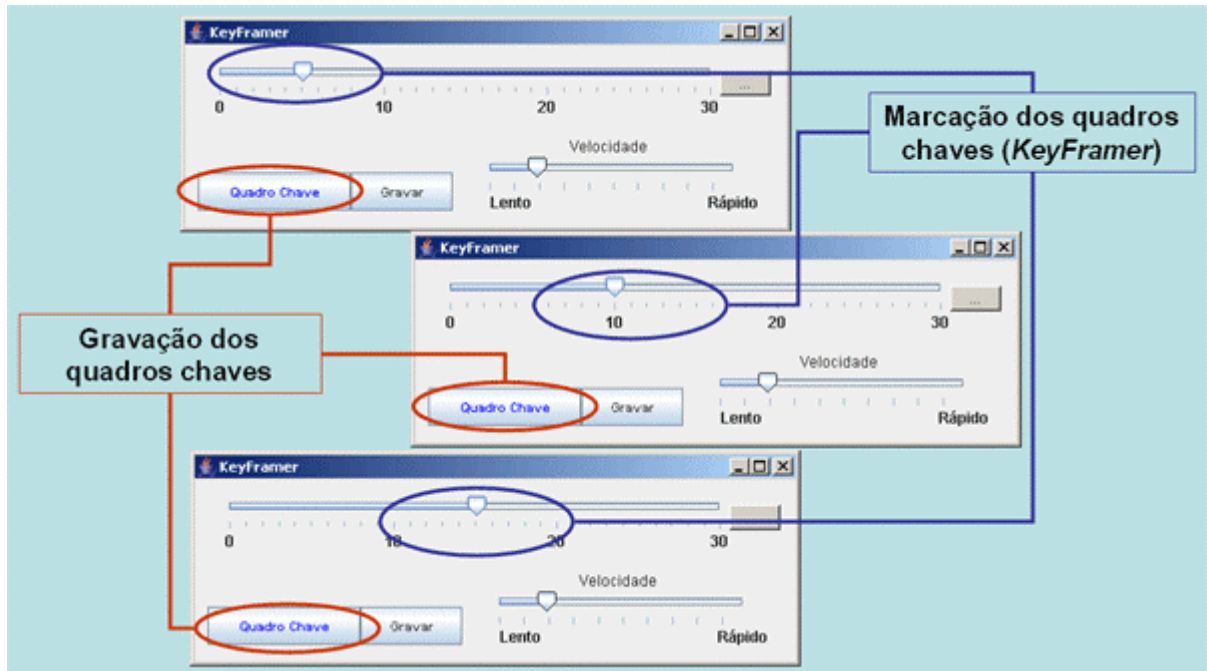 KeyFramer
...
0 10 20 30
Velocidade
Quadro Chave Gravar
Lento Rápido
Marcação dos quadros
chaves (KeyFramer)
KeyFramer
...
0 10 20 30
Velocidade
Quadro Chave Gravar
Lento Rápido
Gravação dos
quadros chaves
KeyFramer
0 10 20 30
Velocidade
Quadro Chave Gravar
Lento Rápido